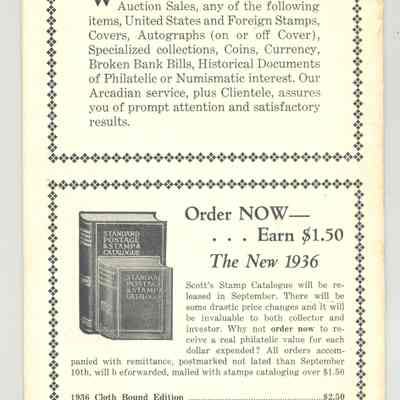 W
Auction Sales, any of the following
items, United States and Foreign Stamps,
Covers, Autographs (on or off Cover),
Specialized collections, Coins, Currency,
Broken Bank Bills, Historical Documents
of Philatelic or Numismatic interest. Our
Arcadian service, plus Clientele, assures
you of prompt attention and satisfactory
results.
STANDARD
POSTAGE
& STAMP &
CATALOGUE
STANDARD
POSTAGE
& STAMP &
CATALOGUE
Order NOW—
. . . Earn $1.50
The New 1936
Scott's Stamp Catalogue will be re-
leased in September. There will be
some drastic price changes and it will
be invaluable to both collector and
investor. Why not order now to re-
ceive a real philatelic value for each
dollar expended? All orders accom-
panied with remittance, postmarked not lated than September
10th, will b eforwarded, mailed with stamps cataloging over $1.50
1936 Cloth Bound Edition ........................ $2.50